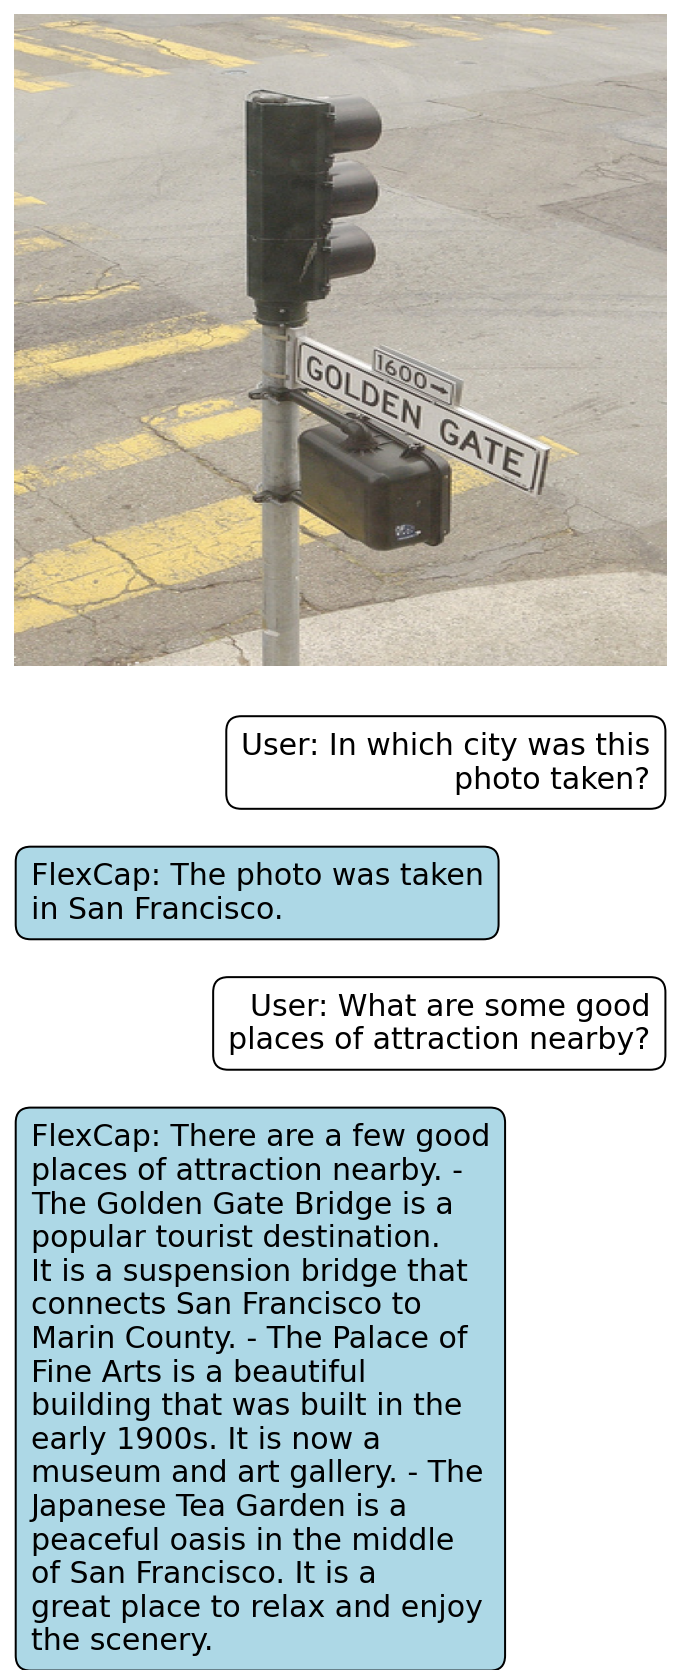 1600→
GOLDEN GATE
User: In which city was this
photo taken?
FlexCap: The photo was taken
in San Francisco.
User: What are some good
places of attraction nearby?
FlexCap: There are a few good
places of attraction nearby. -
The Golden Gate Bridge is a
popular tourist destination.
It is a suspension bridge that
connects San Francisco to
Marin County. - The Palace of
Fine Arts is a beautiful
building that was built in the
early 1900s. It is now a
museum and art gallery. - The
Japanese Tea Garden is a
peaceful oasis in the middle
of San Francisco. It is a
great place to relax and enjoy
the scenery.